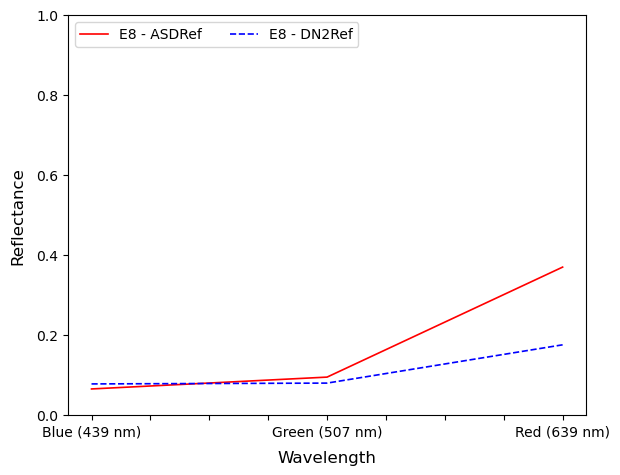 E8 - ASDRef
E8 - DN2Ref
Reflectance
1.0
0.8
0.6
0.4
0.2
0.0
Blue (439 nm)
Green (507 nm)
Red (639 nm)
Wavelength